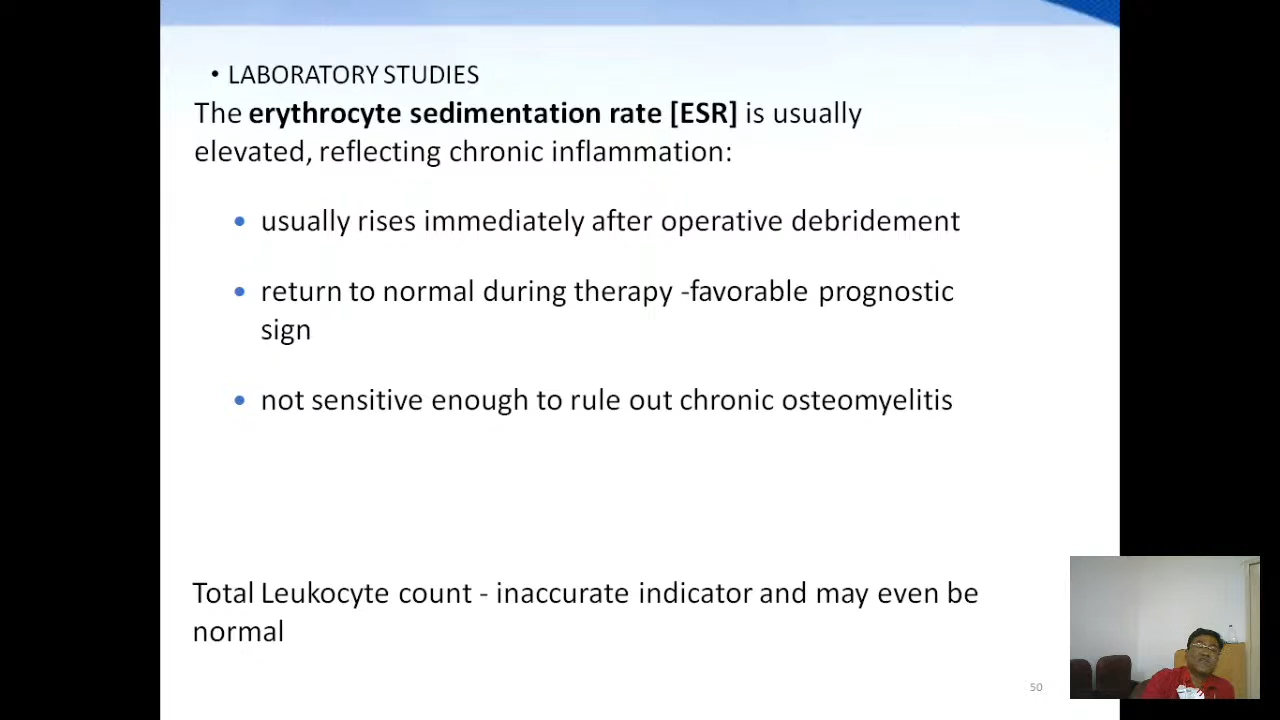 • LABORATORY STUDIES
The erythrocyte sedimentation rate [ESR] is usually
elevated, reflecting chronic inflammation:
• usually rises immediately after operative debridement
• return to normal during therapy -favorable prognostic
sign
• not sensitive enough to rule out chronic osteomyelitis
Total Leukocyte count - inaccurate indicator and may even be
normal
50